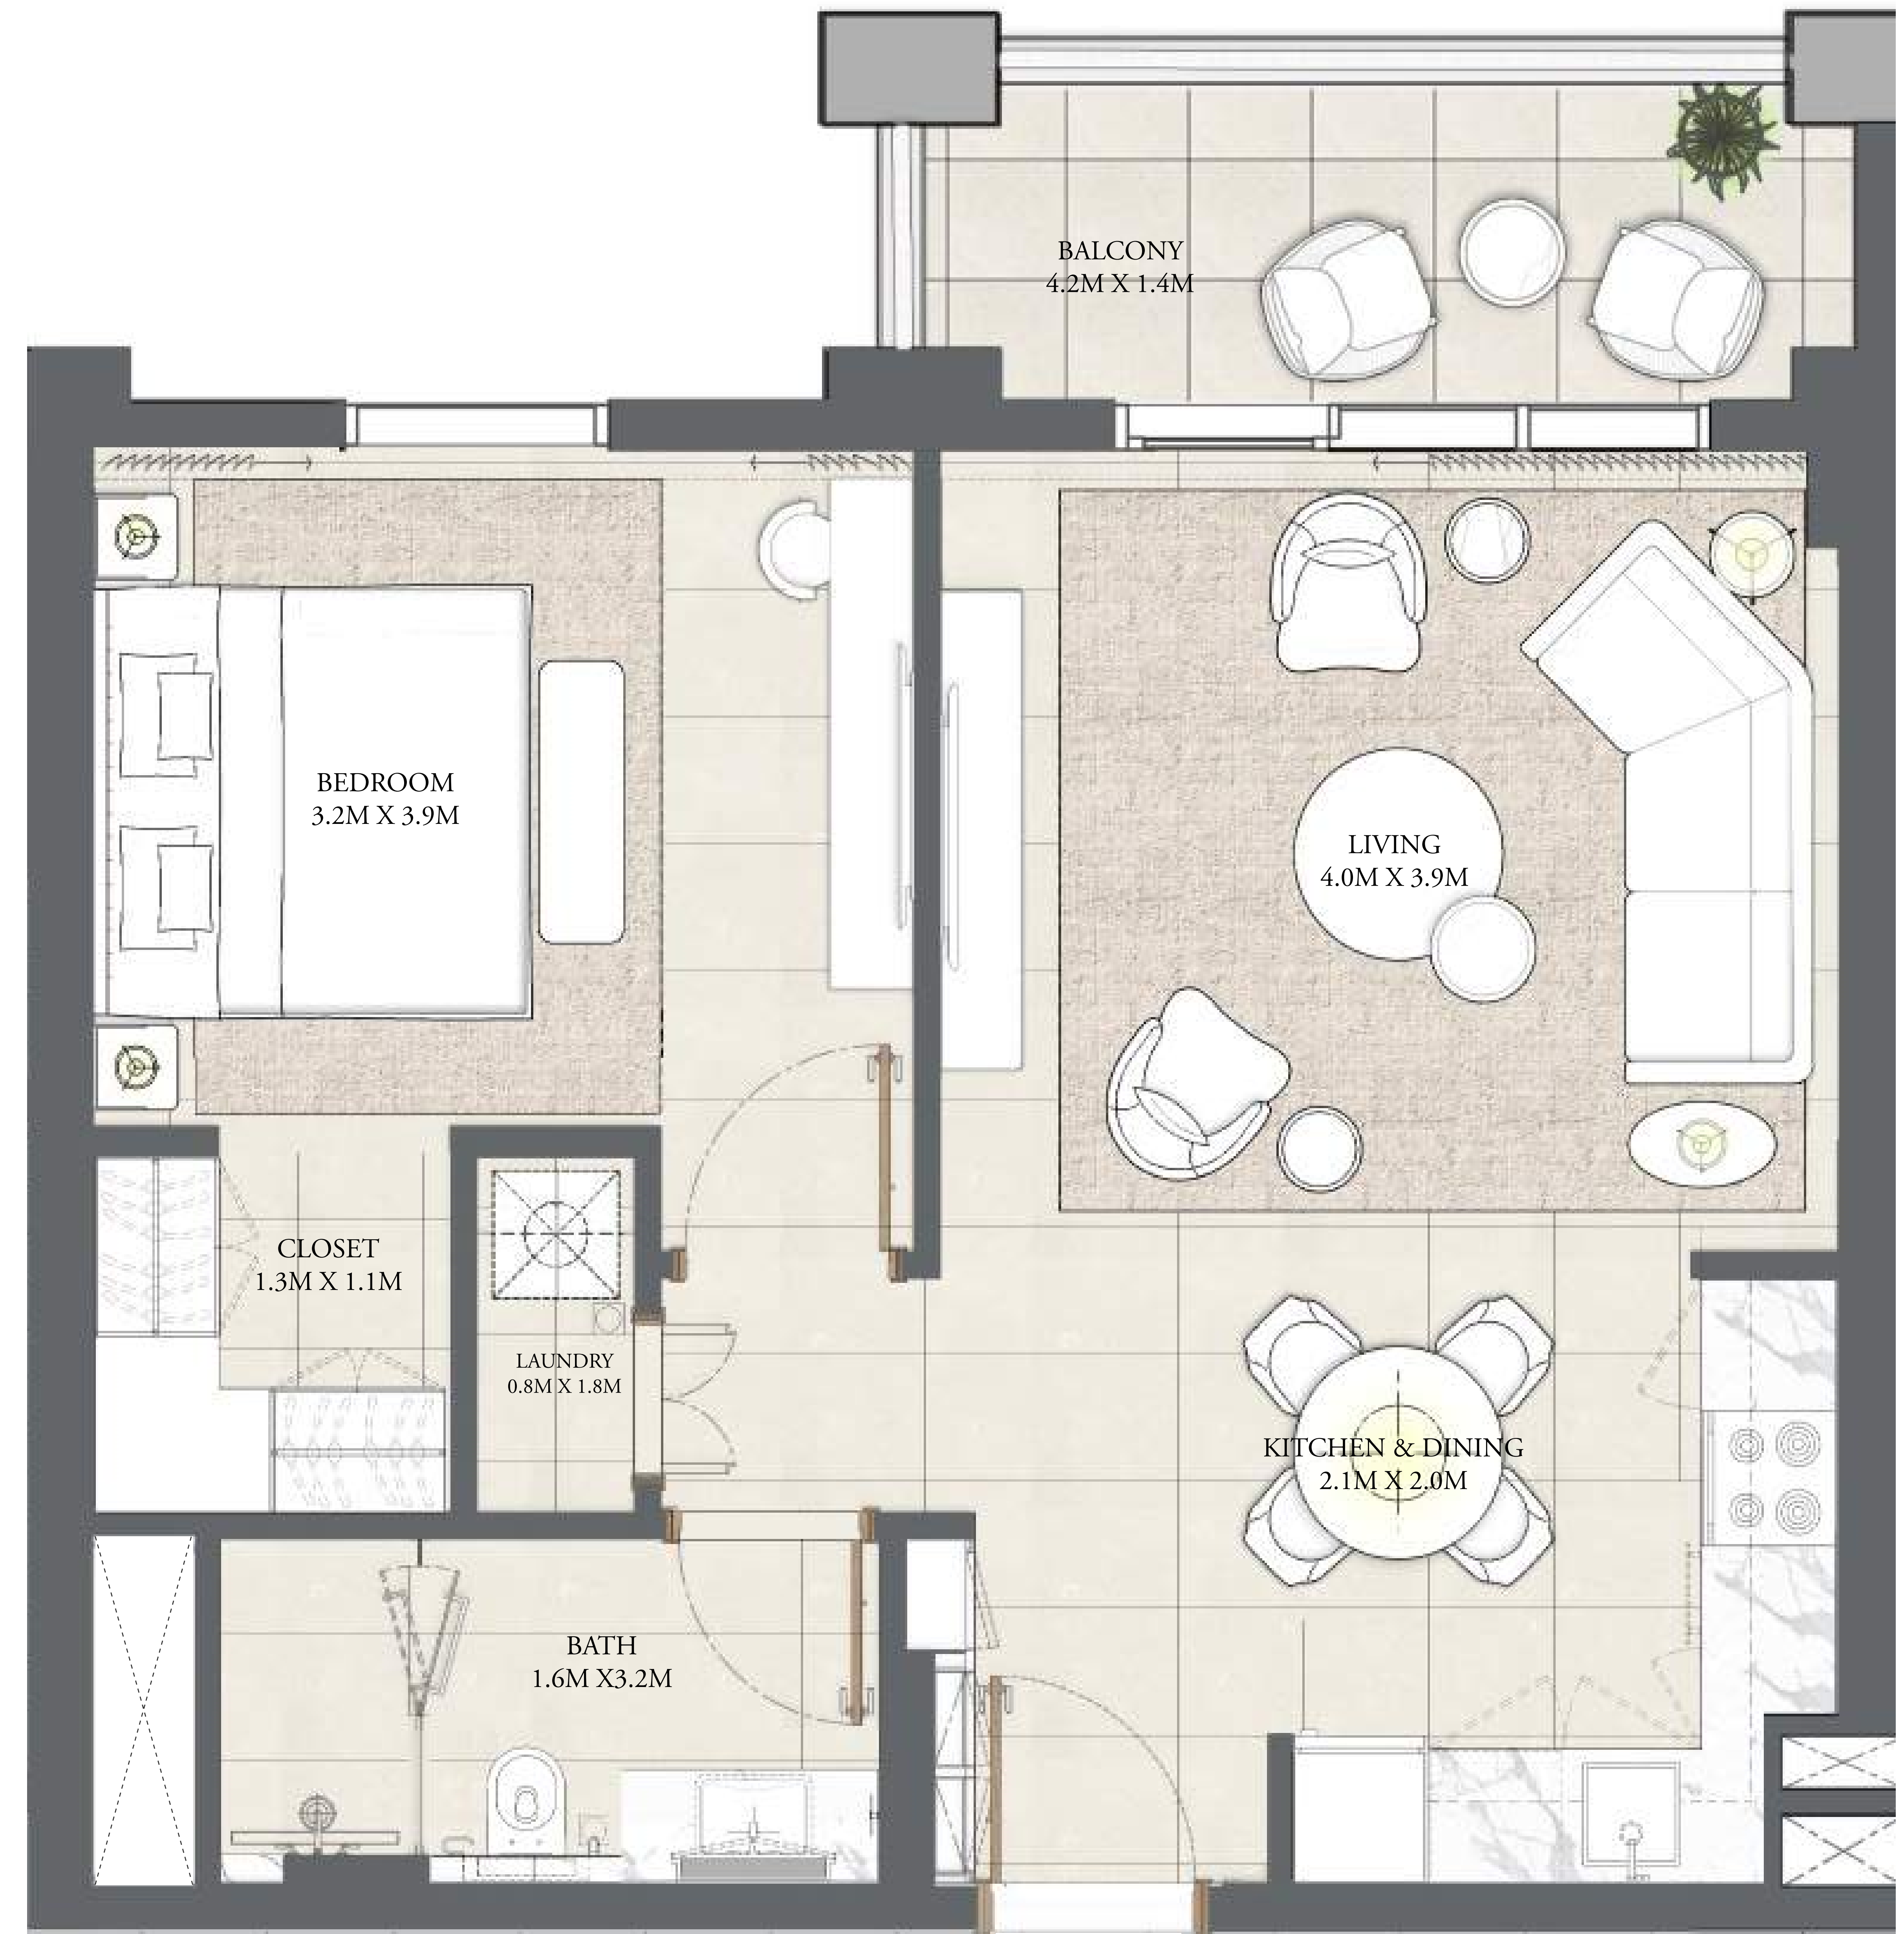 BALCONY
4.2M X 1.4M
BEDROOM
3.2M X 3.9M
LIVING
4.0M X 3.9M
CLOSET
1.3M X 1.1M
LAUNDRY
0.8M X 1.8M
KITCHEN & DINING
2.1M X 2.0M
BATH
1.6M X3.2M